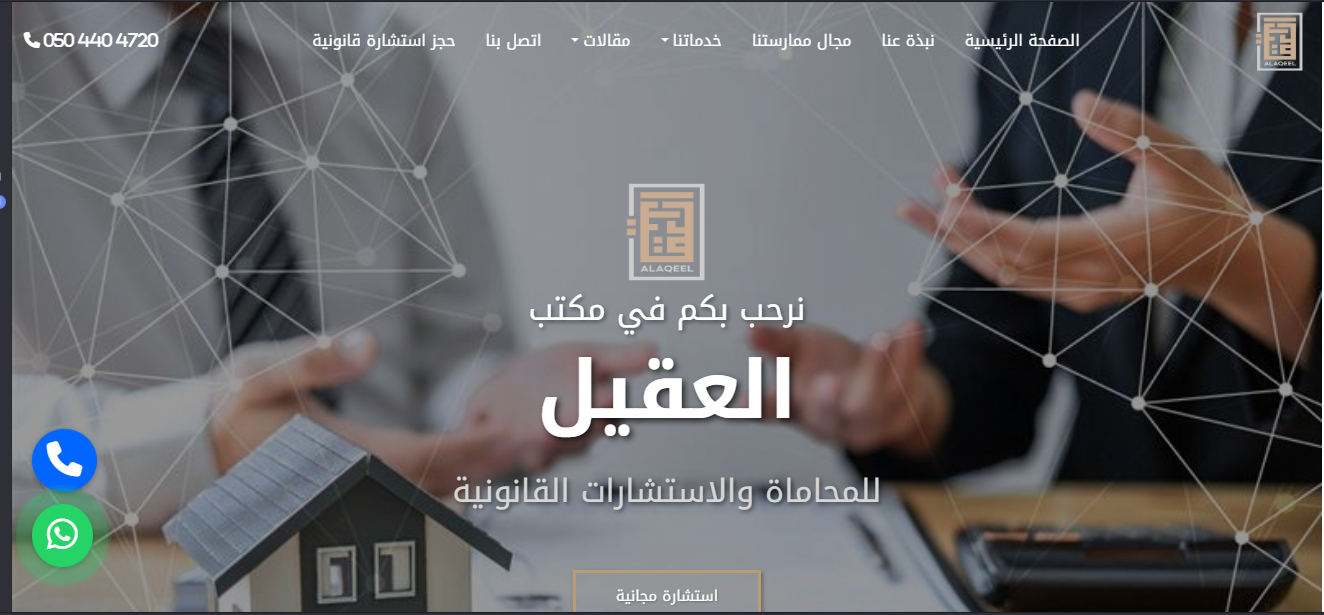 الصفحة الرئيسية نبذة عنا مجال ممارستنا خدماتنا مقالات اتصل بنا حجز استشارة قانونية 050 440 4720
ALAQEEL
ALAQEEL
نرحب بكم في مكتب
العقيل
للمحاماة والاستشارات القانونية
استشارة مجانية